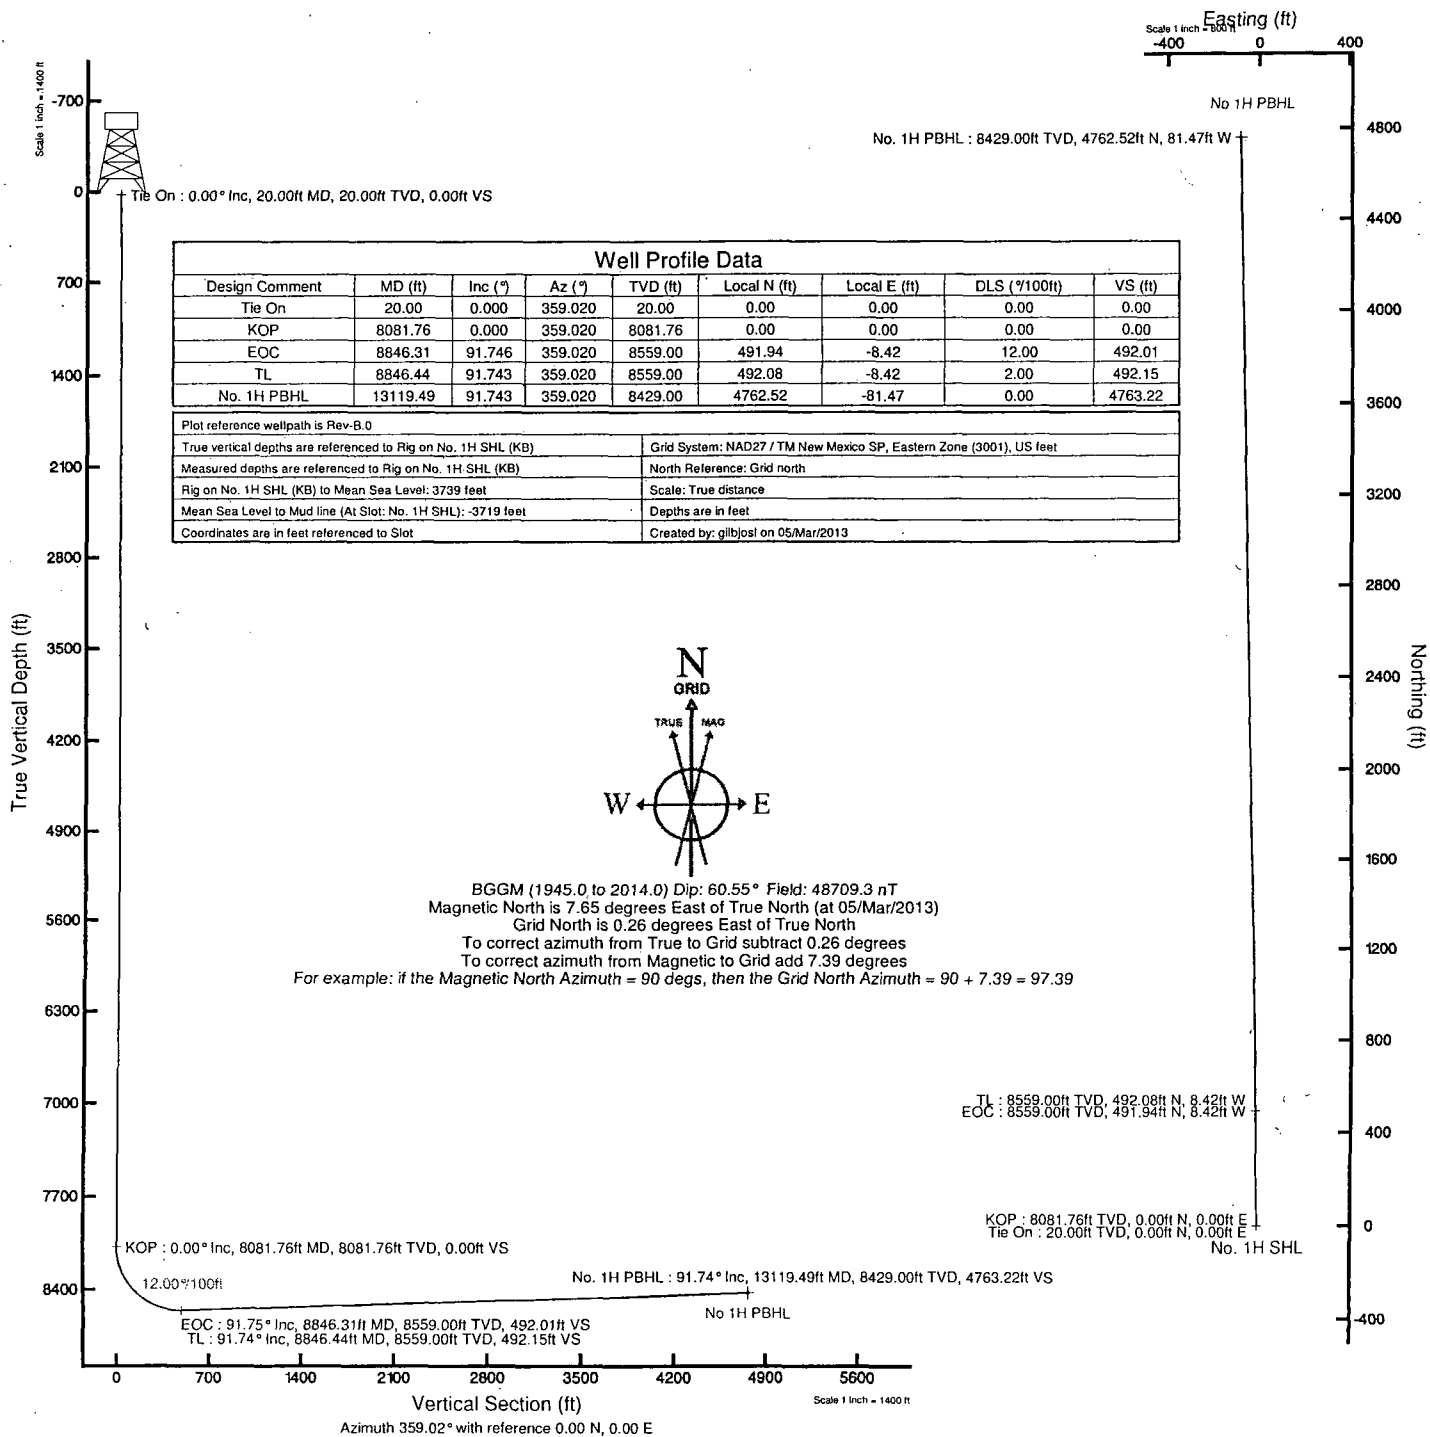 Easting (ft)
Scale 1 inch = 800 ft
-400 0 400
Scale 1 inch = 1400 ft
-700
0
700
1400
2100
2800
3500
4200
4900
5600
6300
7000
7700
8400
True Vertical Depth (ft)
No 1H PBHL
No. 1H PBHL : 8429.00ft TVD, 4762.52ft N, 81.47ft W
Tie On : 0.00° Inc, 20.00ft MD, 20.00ft TVD, 0.00ft VS
Well Profile Data
Design Comment MD (ft) Inc (°) Az (°) TVD (ft) Local N (ft) Local E (ft) DLS (°/100ft) VS (ft)
Tie On 20.00 0.000 359.020 20.00 0.00 0.00 0.00 0.00
KOP 8081.76 0.000 359.020 8081.76 0.00 0.00 0.00 0.00
EOC 8846.31 91.746 359.020 8559.00 491.94 -8.42 12.00 492.01
TL 8846.44 91.743 359.020 8559.00 492.08 -8.42 2.00 492.15
No. 1H PBHL 13119.49 91.743 359.020 8429.00 4762.52 -81.47 0.00 4763.22
Plot reference wellpath is Rev-B.0
True vertical depths are referenced to Rig on No. 1H SHL (KB) Grid System: NAD27 / TM New Mexico SP, Eastern Zone (3001), US feet
Measured depths are referenced to Rig on No. 1H SHL (KB) North Reference: Grid north
Rig on No. 1H SHL (KB) to Mean Sea Level: 3739 feet Scale: True distance
Mean Sea Level to Mud line (At Slot: No. 1H SHL): -3719 feet Depths are in feet
Coordinates are in feet referenced to Slot Created by: gilbjosl on 05/Mar/2013
N
GRID
TRUE MAG
W E
BGGM (1945.0 to 2014.0) Dip: 60.55° Field: 48709.3 nT
Magnetic North is 7.65 degrees East of True North (at 05/Mar/2013)
Grid North is 0.26 degrees East of True North
To correct azimuth from True to Grid subtract 0.26 degrees
To correct azimuth from Magnetic to Grid add 7.39 degrees
For example: if the Magnetic North Azimuth = 90 degs, then the Grid North Azimuth = 90 + 7.39 = 97.39
4800
4400
4000
3600
3200
2800
2400
2000
1600
1200
800
400
0
-400
Northing (ft)
TL : 8559.00ft TVD, 492.08ft N, 8.42ft W
EOC : 8559.00ft TVD, 491.94ft N, 8.42ft W
KOP : 8081.76ft TVD, 0.00ft N, 0.00ft E
Tie On : 20.00ft TVD, 0.00ft N, 0.00ft E
No. 1H SHL
KOP : 0.00° Inc, 8081.76ft MD, 8081.76ft TVD, 0.00ft VS
12.00°/100ft
No. 1H PBHL : 91.74° Inc, 13119.49ft MD, 8429.00ft TVD, 4763.22ft VS
No 1H PBHL
EOC : 91.75° Inc, 8846.31ft MD, 8559.00ft TVD, 492.01ft VS
TL : 91.74° Inc, 8846.44ft MD, 8559.00ft TVD, 492.15ft VS
0 700 1400 2100 2800 3500 4200 4900 5600
Vertical Section (ft)
Scale 1 inch = 1400 ft
Azimuth 359.02° with reference 0.00 N, 0.00 E